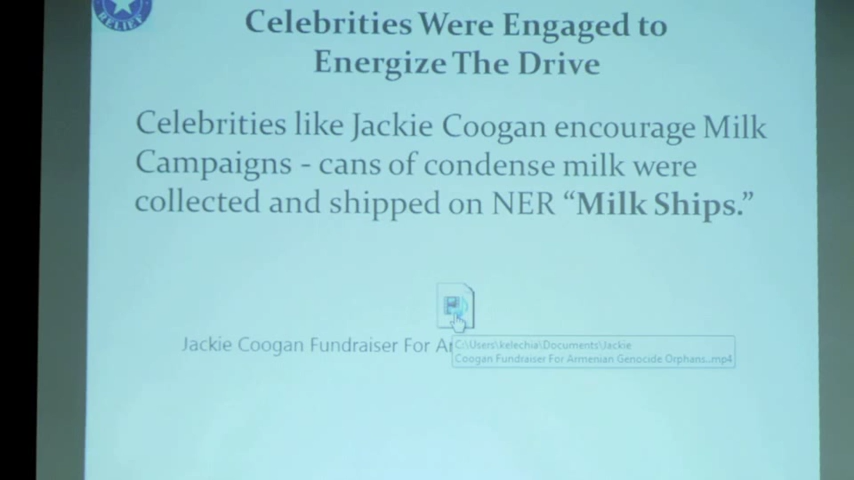 RELIEF
Celebrities Were Engaged to
Energize The Drive
Celebrities like Jackie Coogan encourage Milk
Campaigns - cans of condense milk were
collected and shipped on NER “Milk Ships.”
Jackie Coogan Fundraiser For
C:\Users\kelechia\Documents\Jackie
Coogan Fundraiser For Armenian Genocide Orphans..mp4